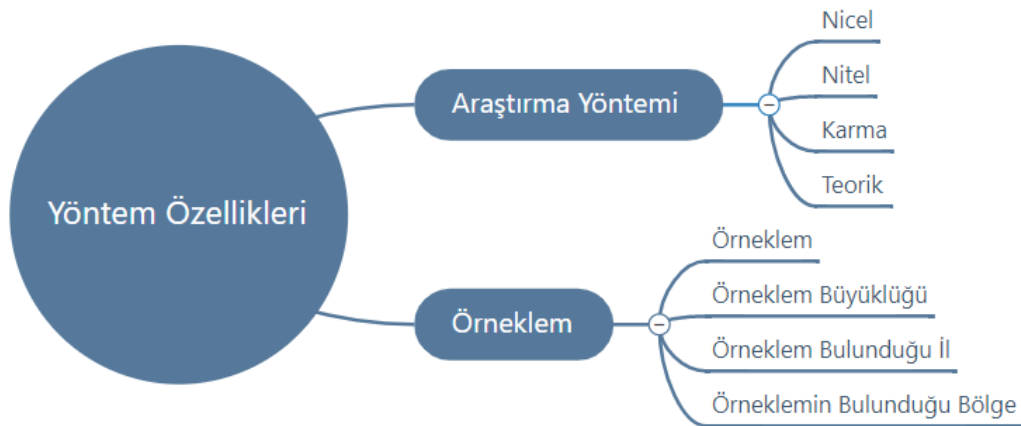 Yöntem Özellikleri
Araştırma Yöntemi
Nicel
Nitel
Karma
Teorik
Örneklem
Örneklem
Örneklem Büyüklüğü
Örneklem Bulunduğu İl
Örneklemin Bulunduğu Bölge